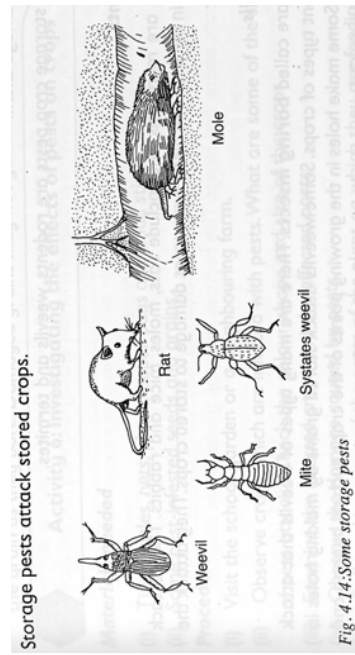 Storage pests attack stored crops.
Weevil
Rat
Mole
Mite
Systates weevil
Fig. 4.14:Some storage pests